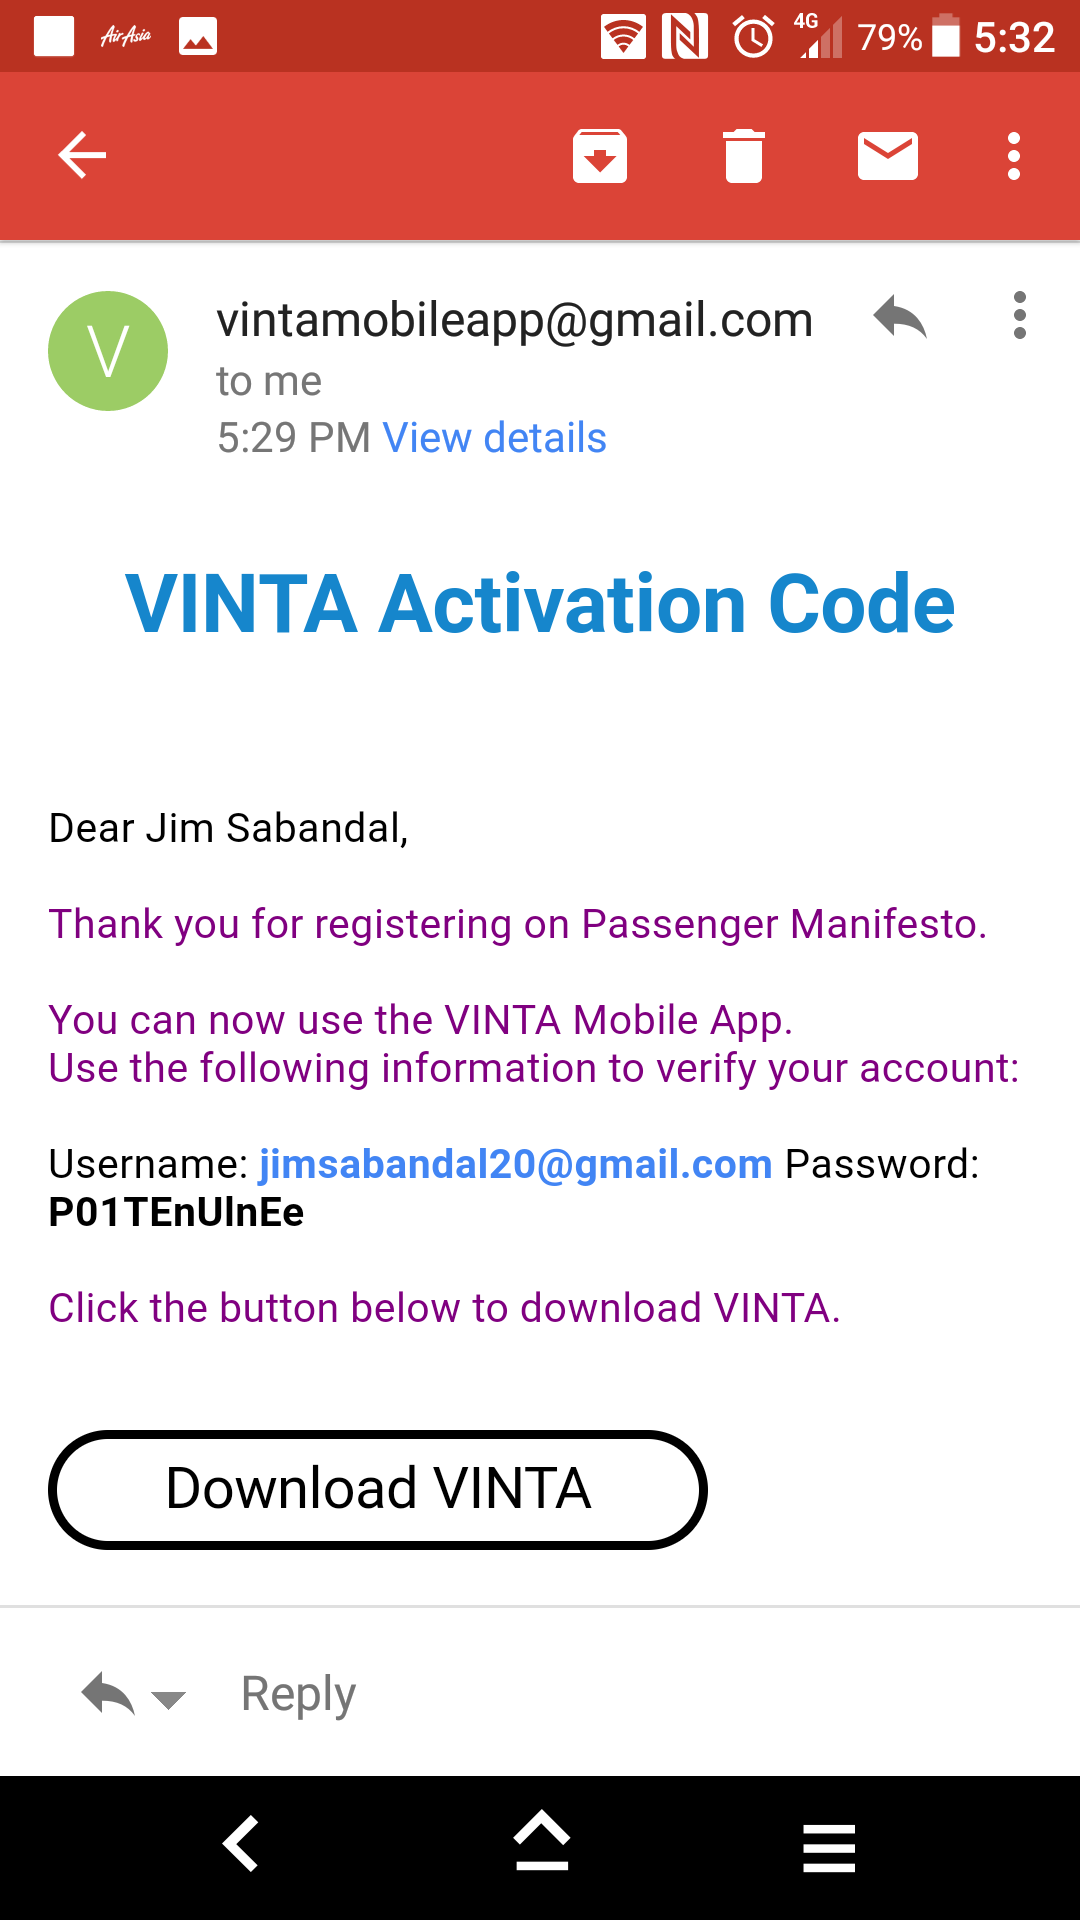 AirAsia
4G
79%
5:32
V
vintamobileapp@gmail.com
to me
5:29 PM View details
VINTA Activation Code
Dear Jim Sabandal,
Thank you for registering on Passenger Manifesto.
You can now use the VINTA Mobile App.
Use the following information to verify your account:
Username: jimsabandal20@gmail.com Password:
P01TEnUlnEe
Click the button below to download VINTA.
Download VINTA
Reply